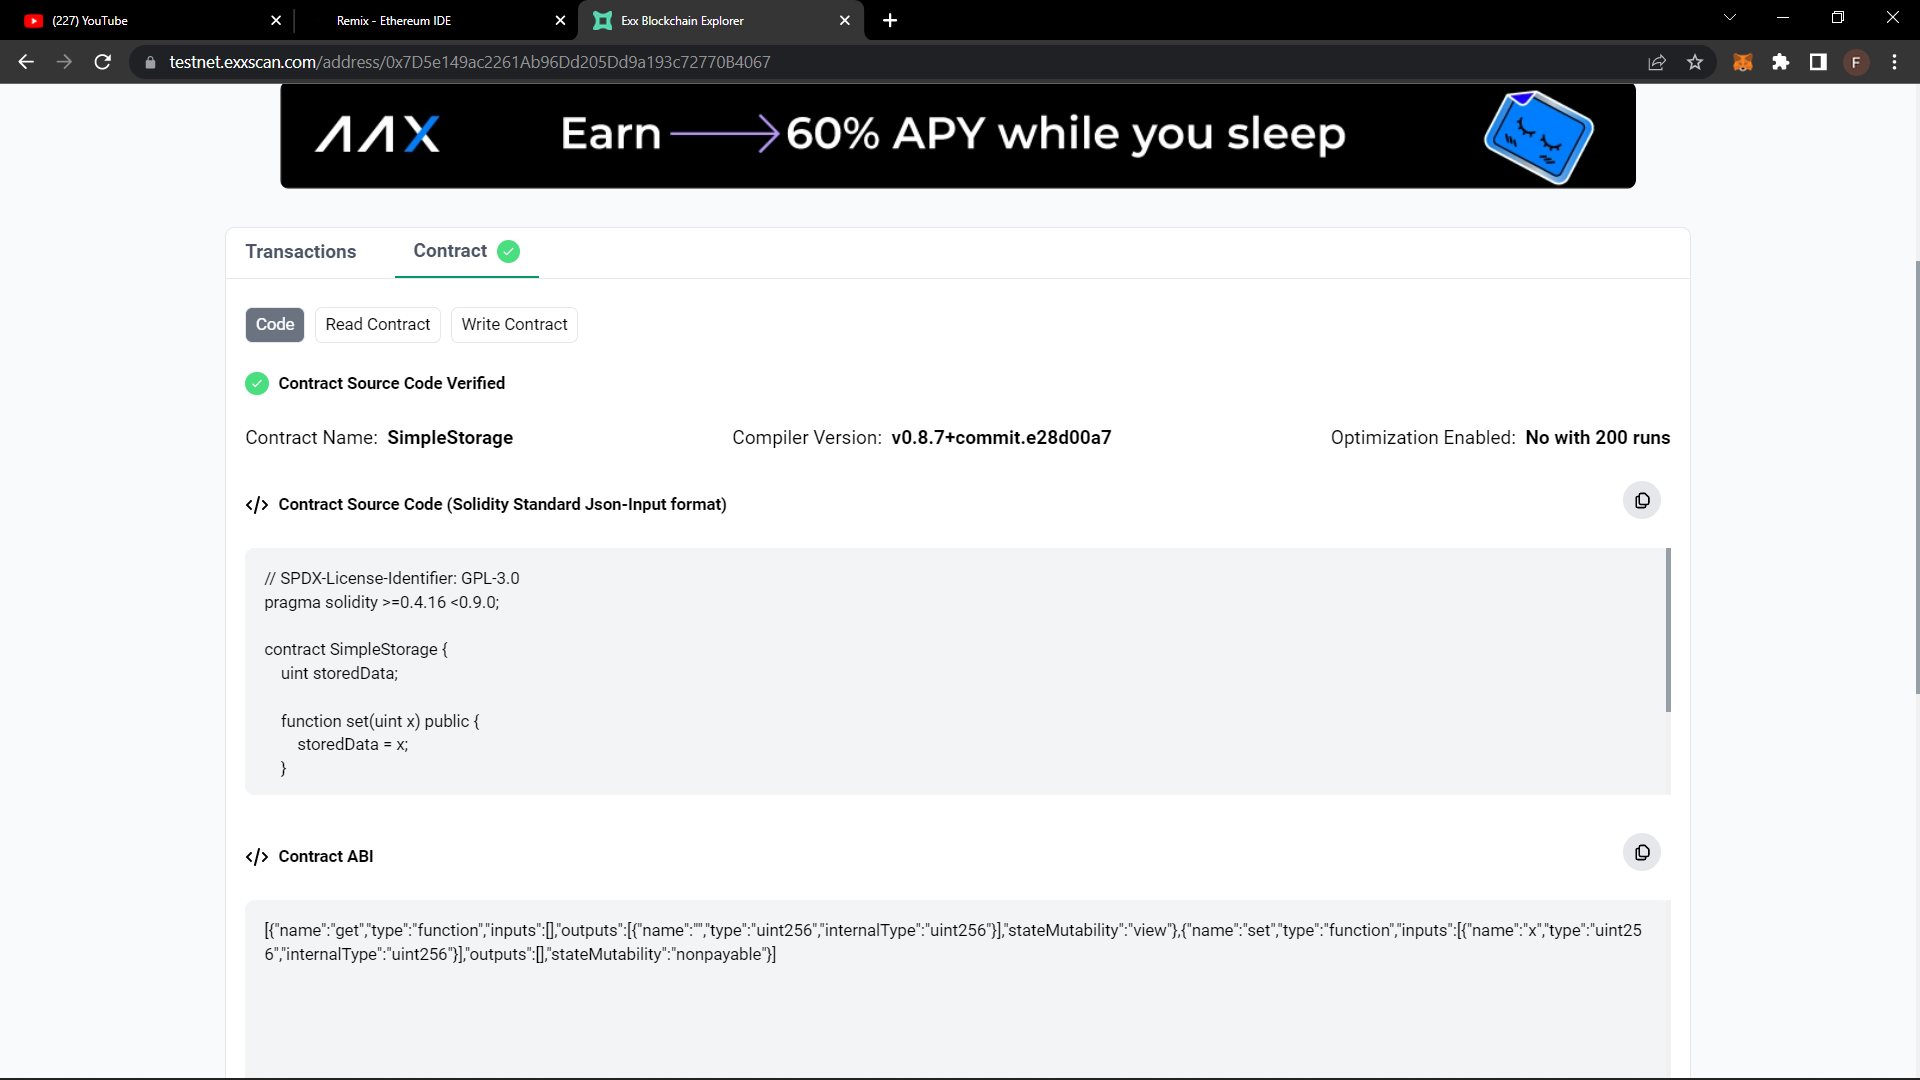 (227) YouTube
Remix - Ethereum IDE
Exx Blockchain Explorer
testnet.exxscan.com/address/0x7D5e149ac2261Ab96Dd205Dd9a193c72770B4067
F
AAX
Earn
60% APY while you sleep
Transactions
Contract
Code
Read Contract
Write Contract
Contract Source Code Verified
Contract Name: SimpleStorage
Compiler Version: v0.8.7+commit.e28d00a7
Optimization Enabled: No with 200 runs
</> Contract Source Code (Solidity Standard Json-Input format)
// SPDX-License-Identifier: GPL-3.0
pragma solidity >=0.4.16 <0.9.0;
contract SimpleStorage {
uint storedData;
function set(uint x) public {
storedData = x;
}
</> Contract ABI
[{"name":"get","type":"function","inputs":[],"outputs":[{"name":"","type":"uint256","internalType":"uint256"}],"stateMutability":"view"},{"name":"set","type":"function","inputs":[{"name":"x","type":"uint25
6","internalType":"uint256"}],"outputs":[],"stateMutability":"nonpayable"}]